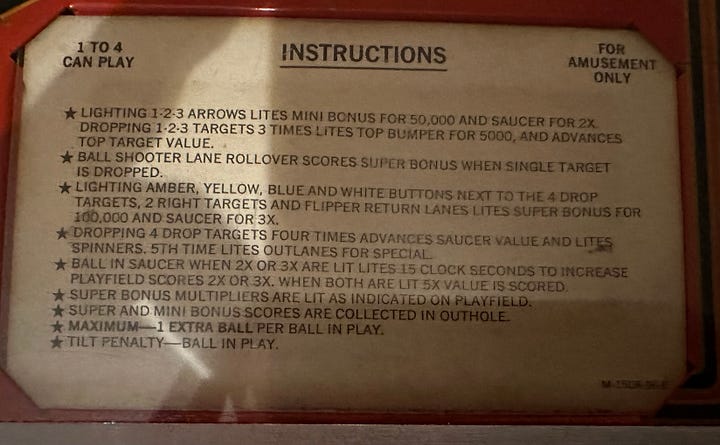 1 TO 4
CAN PLAY
INSTRUCTIONS
FOR
AMUSEMENT
ONLY
★ LIGHTING 1-2-3 ARROWS LITES MINI BONUS FOR 50,000 AND SAUCER FOR 2X.
DROPPING 1-2-3 TARGETS 3 TIMES LITES TOP BUMPER FOR 5000, AND ADVANCES
TOP TARGET VALUE.
★ BALL SHOOTER LANE ROLLOVER SCORES SUPER BONUS WHEN SINGLE TARGET
IS DROPPED.
★ LIGHTING AMBER, YELLOW, BLUE AND WHITE BUTTONS NEXT TO THE 4 DROP
TARGETS, 2 RIGHT TARGETS AND FLIPPER RETURN LANES LITES SUPER BONUS FOR
100,000 AND SAUCER FOR 3X.
★ DROPPING 4 DROP TARGETS FOUR TIMES ADVANCES SAUCER VALUE AND LITES
SPINNERS. 5TH TIME LITES OUTLANES FOR SPECIAL.
★ BALL IN SAUCER WHEN 2X OR 3X ARE LIT LITES 15 CLOCK SECONDS TO INCREASE
PLAYFIELD SCORES 2X OR 3X. WHEN BOTH ARE LIT 5X VALUE IS SCORED.
★ SUPER BONUS MULTIPLIERS ARE LIT AS INDICATED ON PLAYFIELD.
★ SUPER AND MINI BONUS SCORES ARE COLLECTED IN OUTHOLE.
★ MAXIMUM—1 EXTRA BALL PER BALL IN PLAY.
★ TILT PENALTY—BALL IN PLAY.